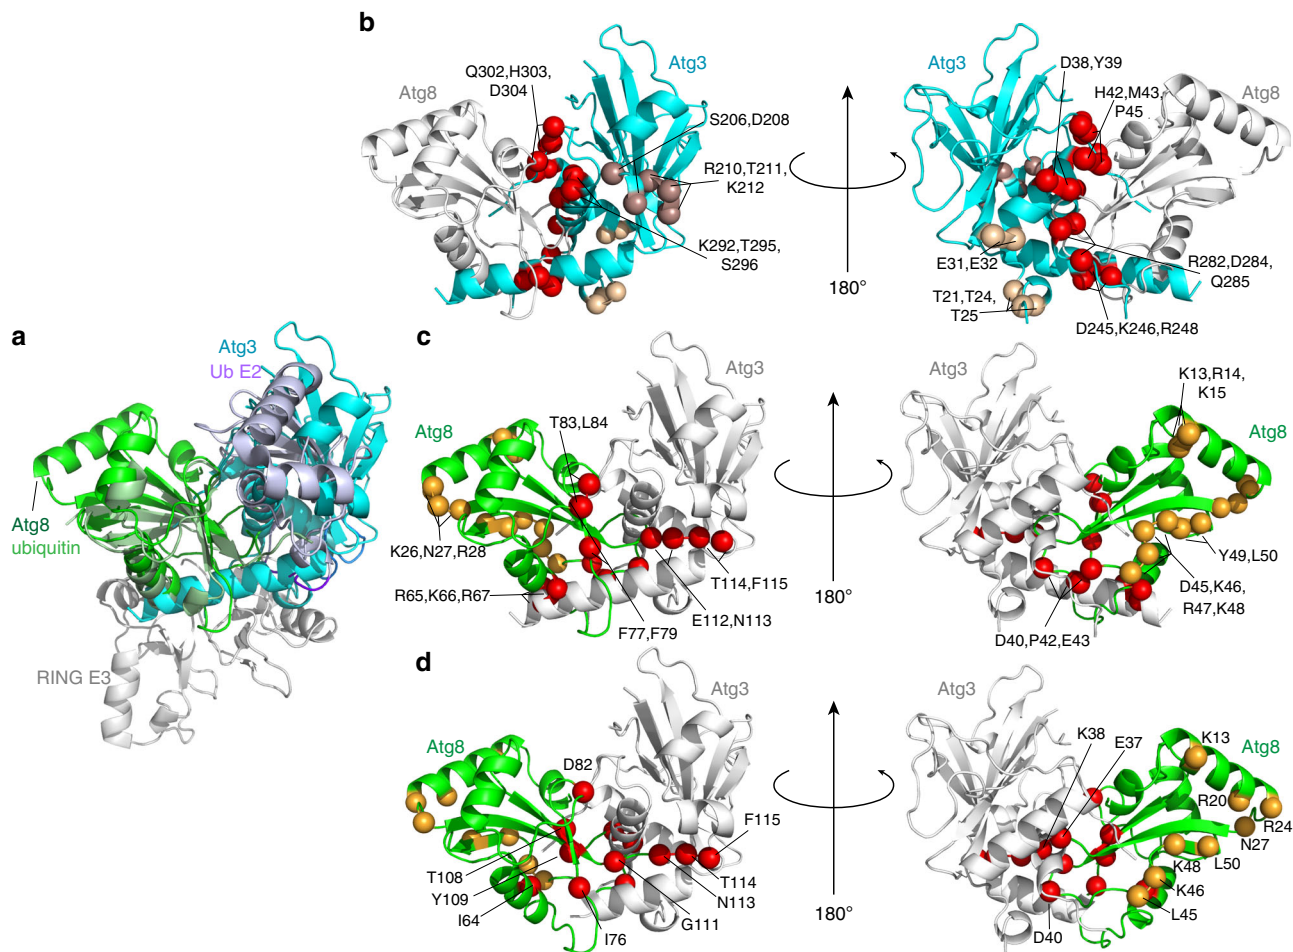 a
Atg3
Ub E2
Atg8
ubiquitin
RING E3
b
Q302,H303,
D304
Atg3
Atg8
S206,D208
R210,T211,
K212
K292,T295,
S296
180°
Atg3
D38,Y39
H42,M43,
P45
Atg8
E31,E32
R282,D284,
Q285
T21,T24,
T25
D245,K246,R248
c
Atg3
T83,L84
Atg8
K26,N27,R28
R65,K66,R67
T114,F115
E112,N113
F77,F79
180°
Atg3
K13,R14,
K15
Atg8
Y49,L50
D45,K46,
R47,K48
D40,P42,E43
d
Atg3
Atg8
D82
F115
T108
T114
Y109
N113
I64
G111
I76
180°
Atg3
K38
E37
K13
Atg8
R20
R24
N27
K48
L50
K46
L45
D40